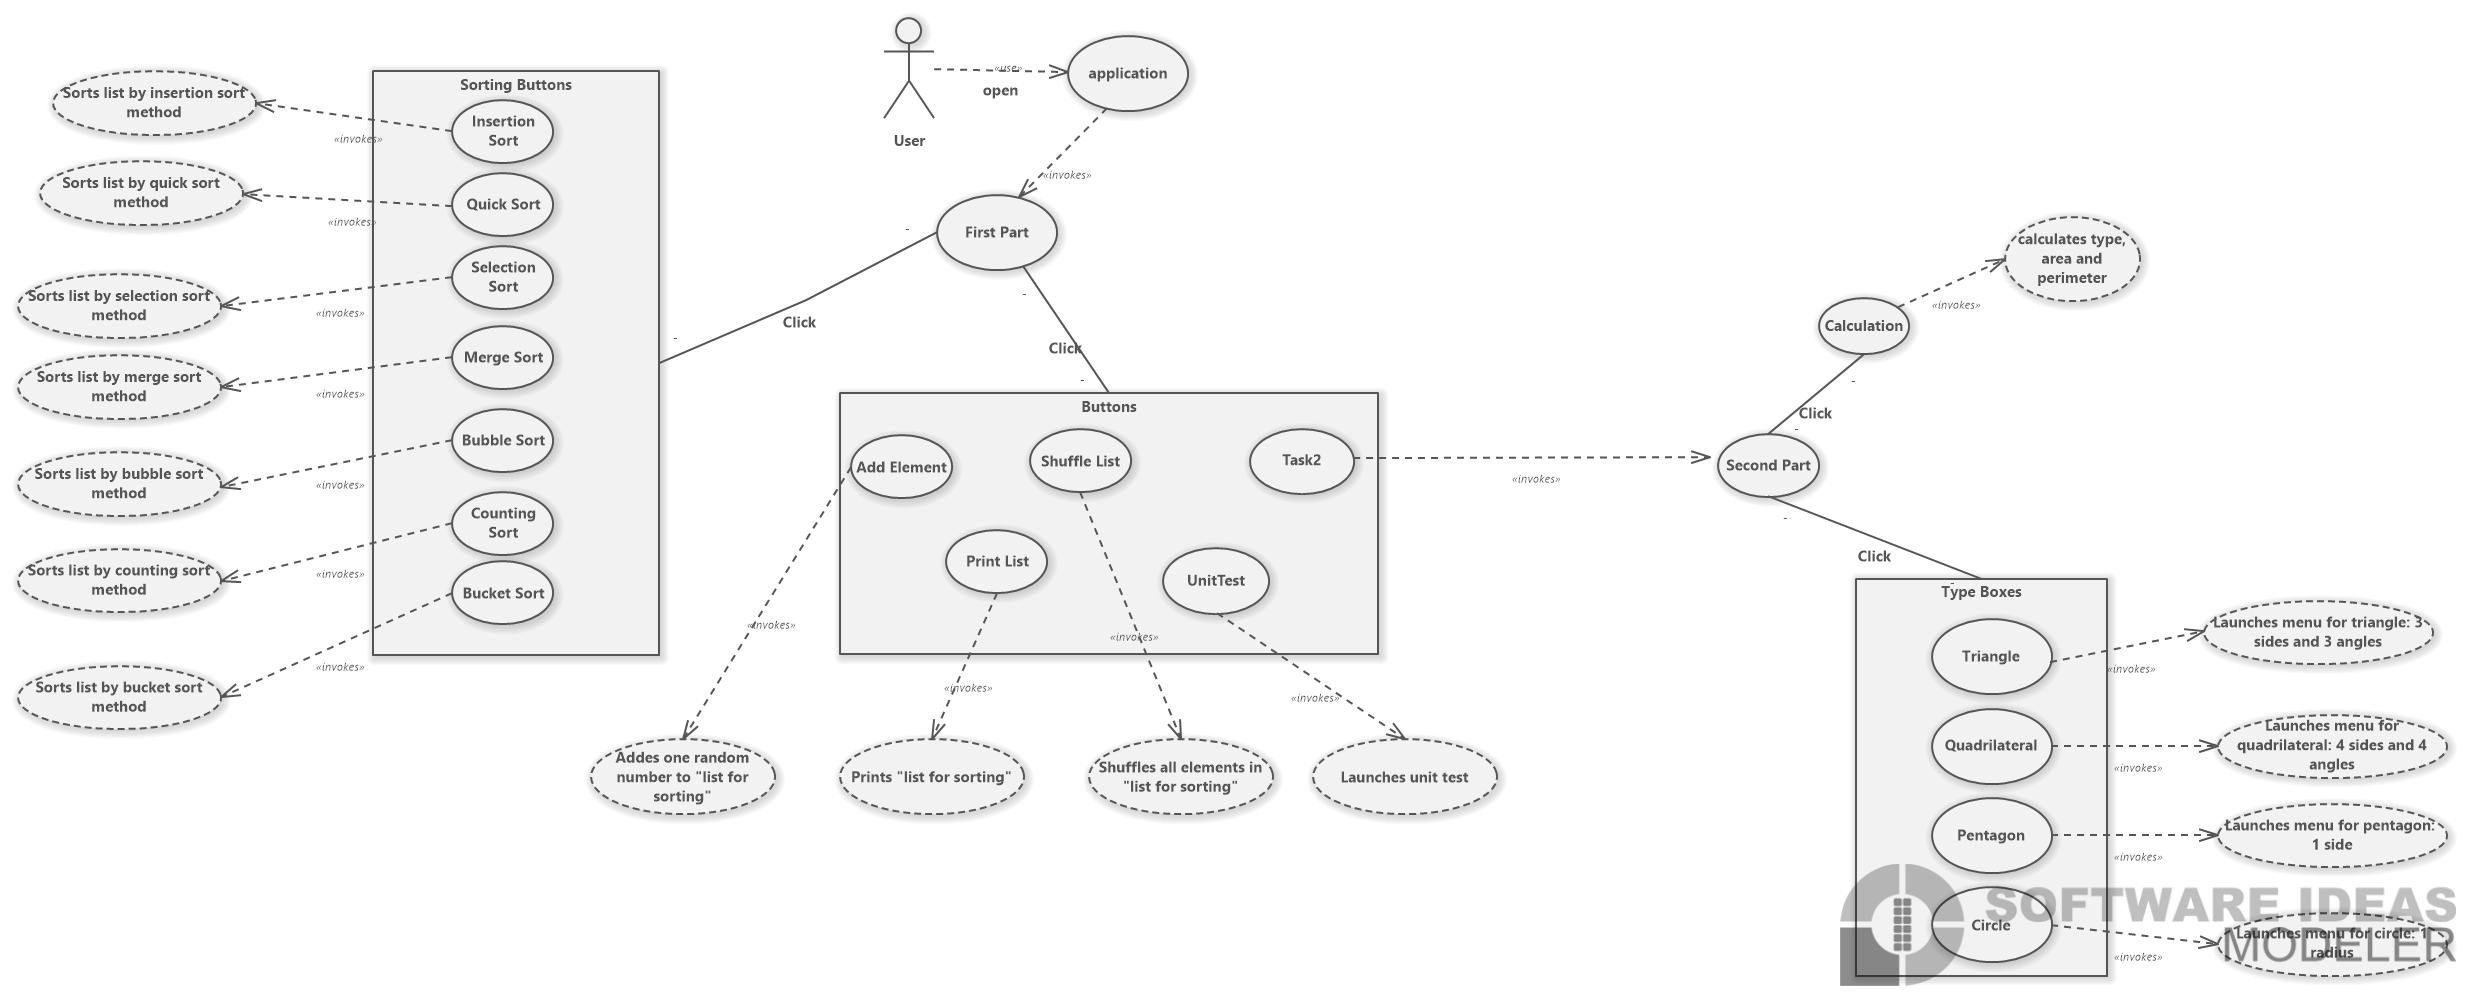 «use»
open
User
application
«invokes»
First Part
-
Click
-
-
Click
-
Sorting Buttons
Insertion
Sort
Quick Sort
Selection
Sort
Merge Sort
Bubble Sort
Counting
Sort
Bucket Sort
Sorts list by insertion sort
method
«invokes»
Sorts list by quick sort
method
«invokes»
Sorts list by selection sort
method
«invokes»
Sorts list by merge sort
method
«invokes»
Sorts list by bubble sort
method
«invokes»
Sorts list by counting sort
method
«invokes»
Sorts list by bucket sort
method
«invokes»
Buttons
Add Element
Shuffle List
Task2
Print List
UnitTest
«invokes»
«invokes»
«invokes»
«invokes»
«invokes»
Addes one random
number to "list for
sorting"
Prints "list for sorting"
Shuffles all elements in
"list for sorting"
Launches unit test
calculates type,
area and
perimeter
«invokes»
Calculation
-
Click
-
Second Part
-
Click
-
Type Boxes
Triangle
Quadrilateral
Pentagon
Circle
Launches menu for triangle: 3
sides and 3 angles
«invokes»
Launches menu for
quadrilateral: 4 sides and 4
angles
«invokes»
Launches menu for pentagon:
1 side
«invokes»
Launches menu for circle: 1
radius
«invokes»
SOFTWARE IDEAS
MODELER